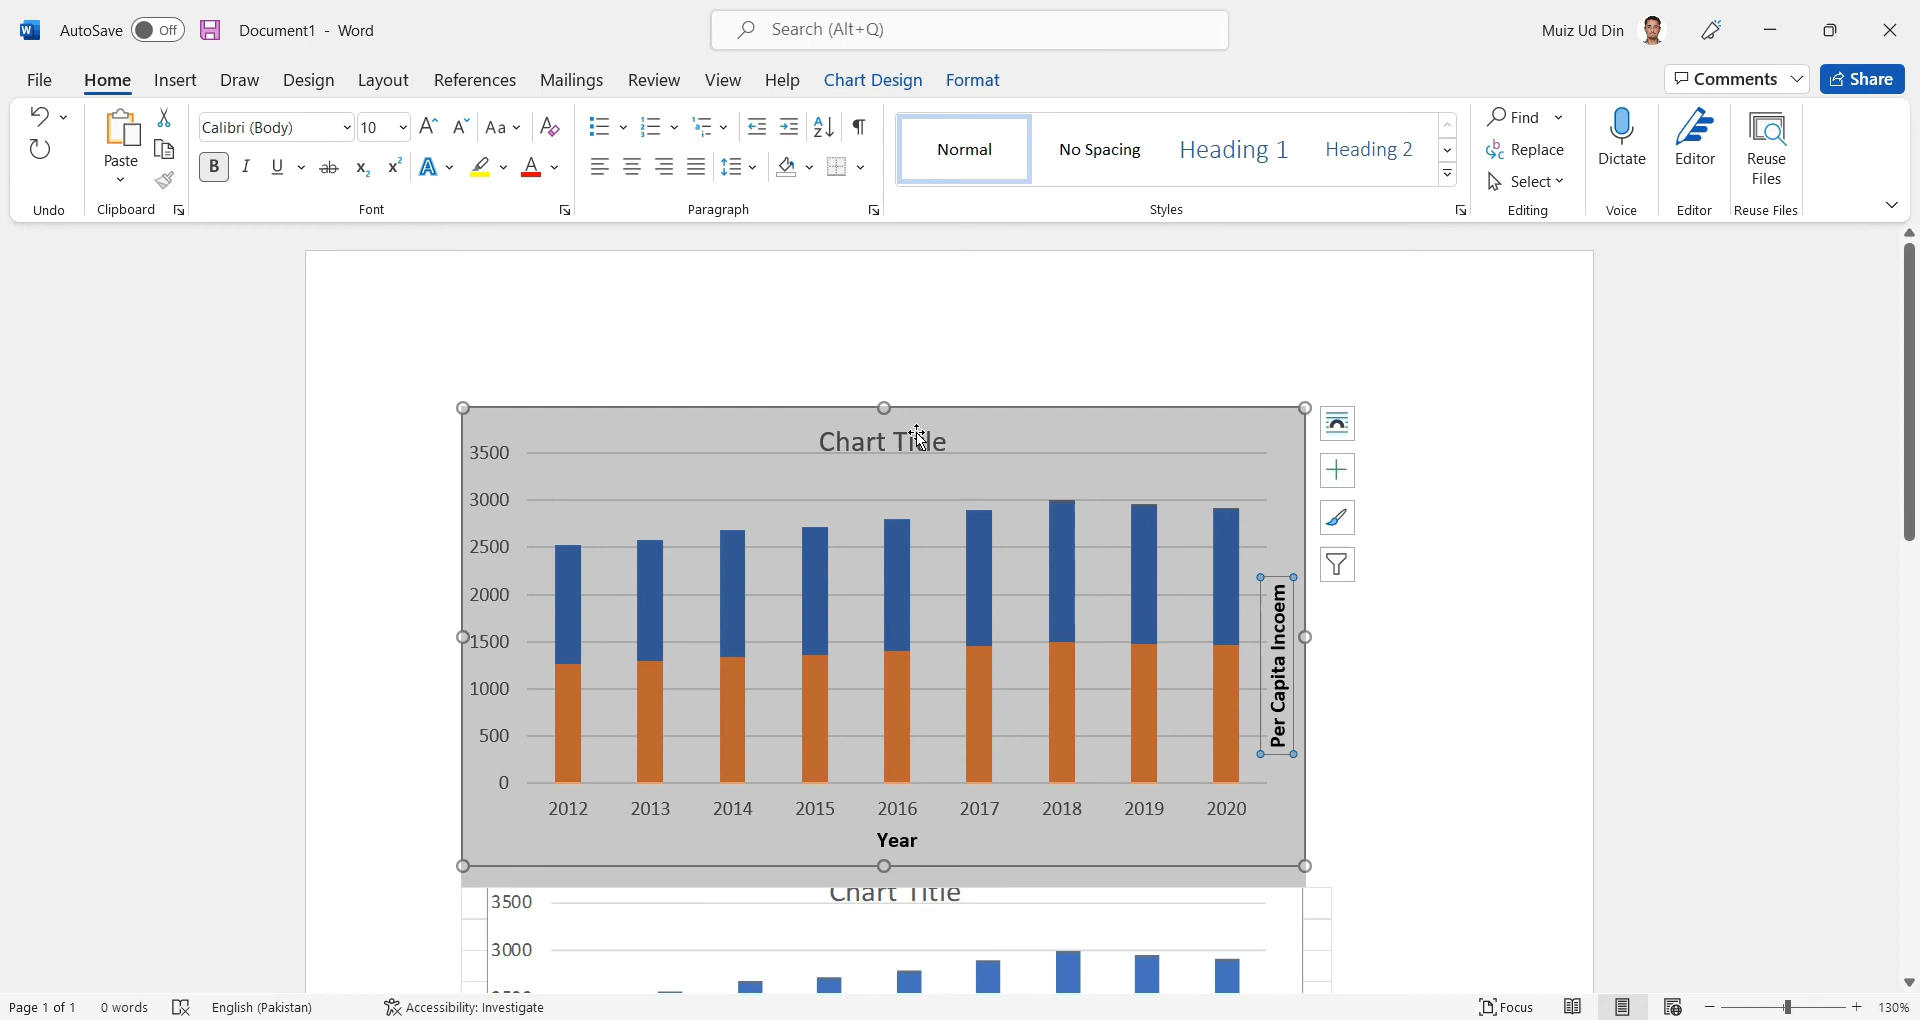 AutoSave Off Document1 - Word Search (Alt+Q) Muiz Ud Din
File Home Insert Draw Design Layout References Mailings Review View Help Chart Design Format Comments Share
Paste
Undo
Clipboard
Calibri (Body) 10
Font
Paragraph
Normal No Spacing Heading 1 Heading 2
Styles
Find
Replace
Select
Editing
Dictate
Voice
Editor
Editor
Reuse
Files
Reuse Files
Chart Title
3500
3000
2500
2000
1500
1000
500
0
2012 2013 2014 2015 2016 2017 2018 2019 2020
Year
Per Capita Incoem
Chart Title
3500
3000
Page 1 of 1 0 words English (Pakistan) Accessibility: Investigate Focus 130%